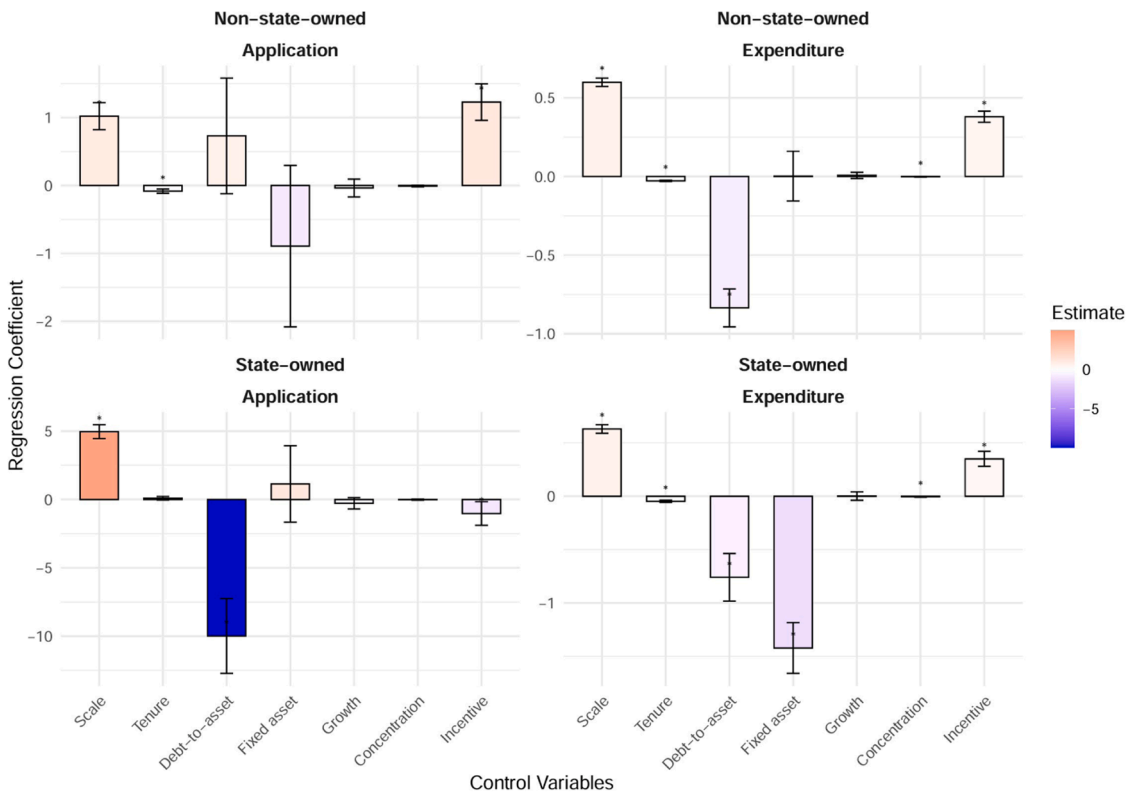 Non-state-owned
Application
1
0
−1
−2
Non-state-owned
Expenditure
0.5
0.0
−0.5
−1.0
State-owned
Application
5
0
−5
−10
State-owned
Expenditure
0
−1
Scale
Tenure
Debt-to-asset
Fixed asset
Growth
Concentration
Incentive
Scale
Tenure
Debt-to-asset
Fixed asset
Growth
Concentration
Incentive
Regression Coefficient
Control Variables
Estimate
0
−5